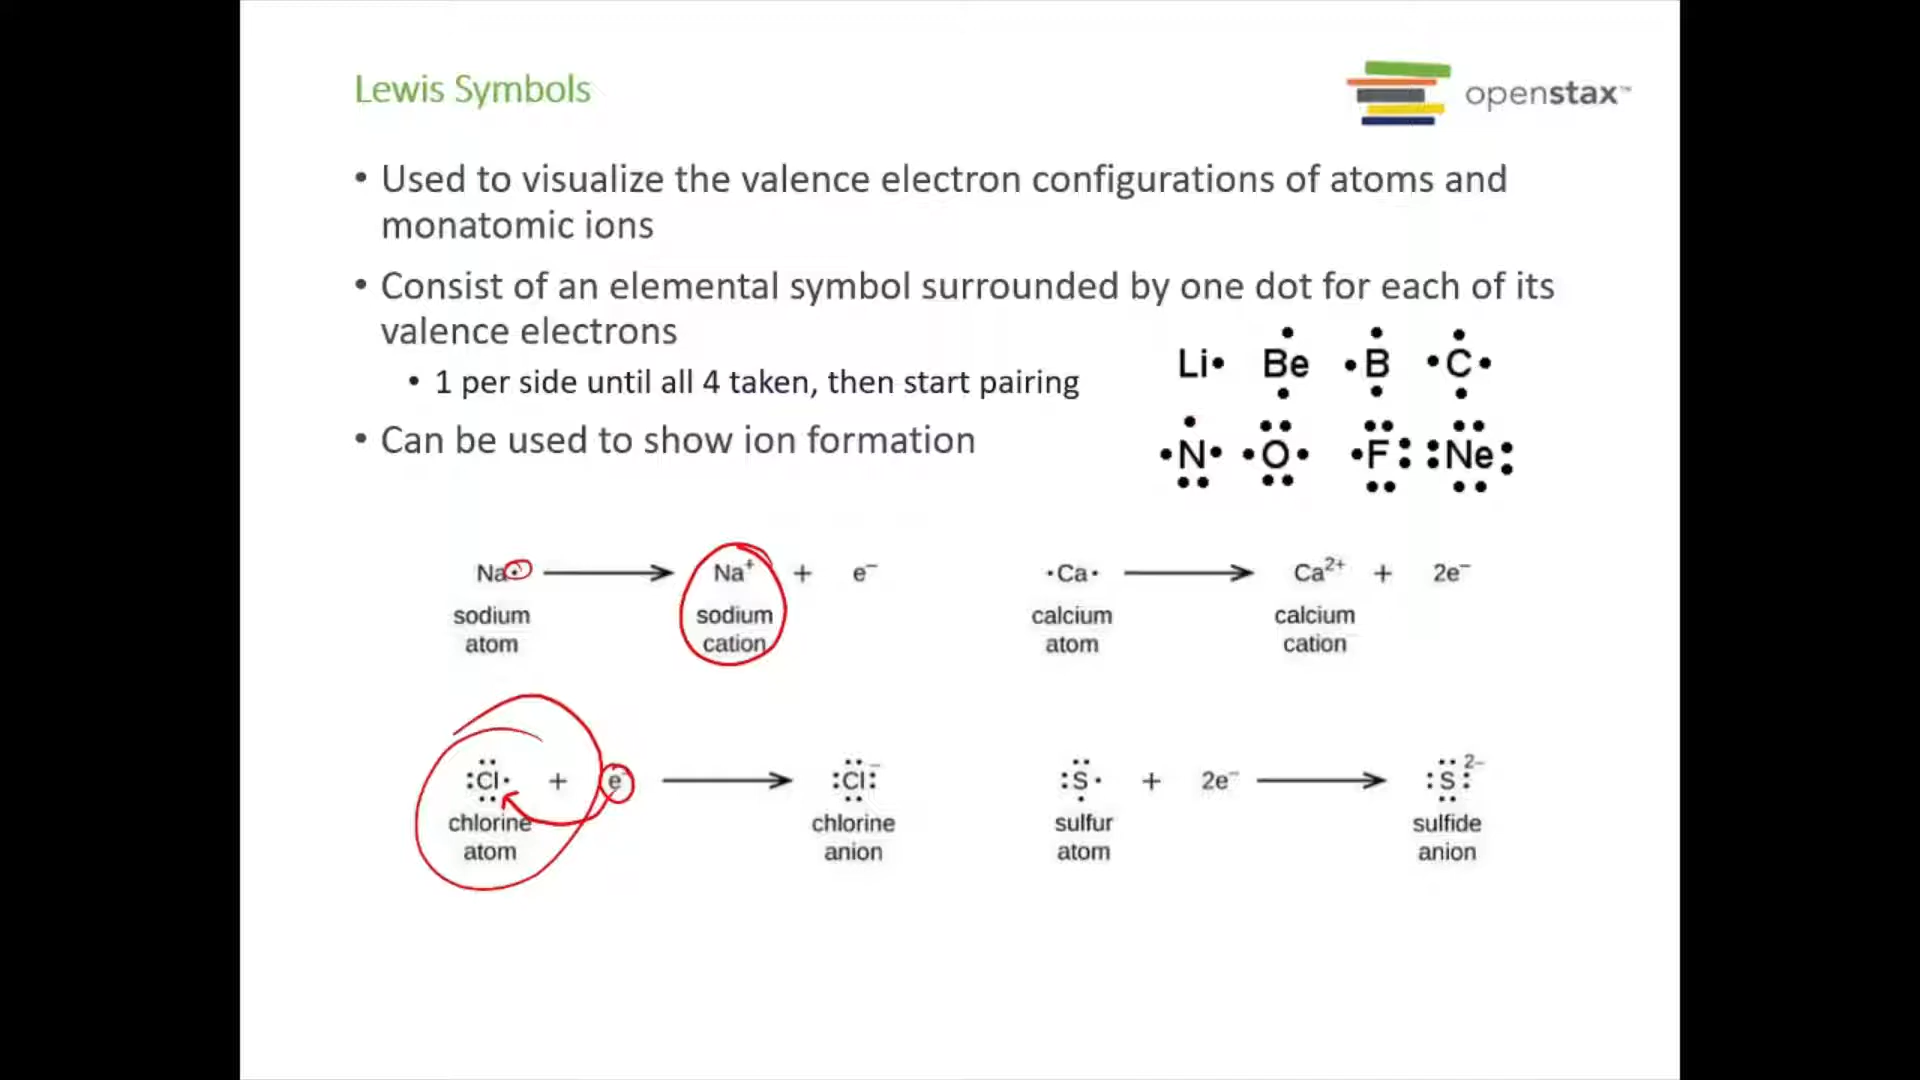 Lewis Symbols
openstax™
• Used to visualize the valence electron configurations of atoms and
monatomic ions
• Consist of an elemental symbol surrounded by one dot for each of its
valence electrons
• 1 per side until all 4 taken, then start pairing
• Can be used to show ion formation
Li Be B C
N O F Ne
Na → Na⁺ + e⁻
sodium
atom
sodium
cation
Ca → Ca²⁺ + 2e⁻
calcium
atom
calcium
cation
Cl + e⁻ → Cl⁻
chlorine
atom
chlorine
anion
S + 2e⁻ → S²⁻
sulfur
atom
sulfide
anion